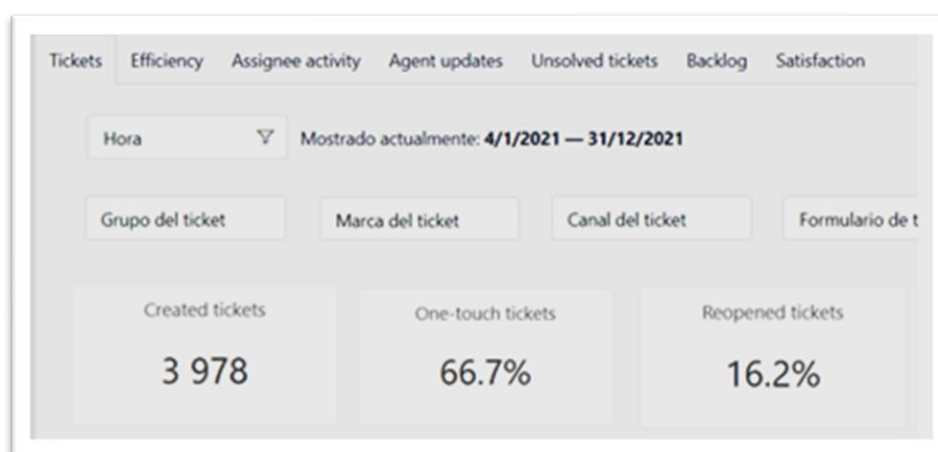 Tickets Efficiency Assignee activity Agent updates Unsolved tickets Backlog Satisfaction
Hora Mostrado actualmente: 4/1/2021 — 31/12/2021
Grupo del ticket Marca del ticket Canal del ticket Formulario de t
Created tickets One-touch tickets Reopened tickets
3 978 66.7% 16.2%